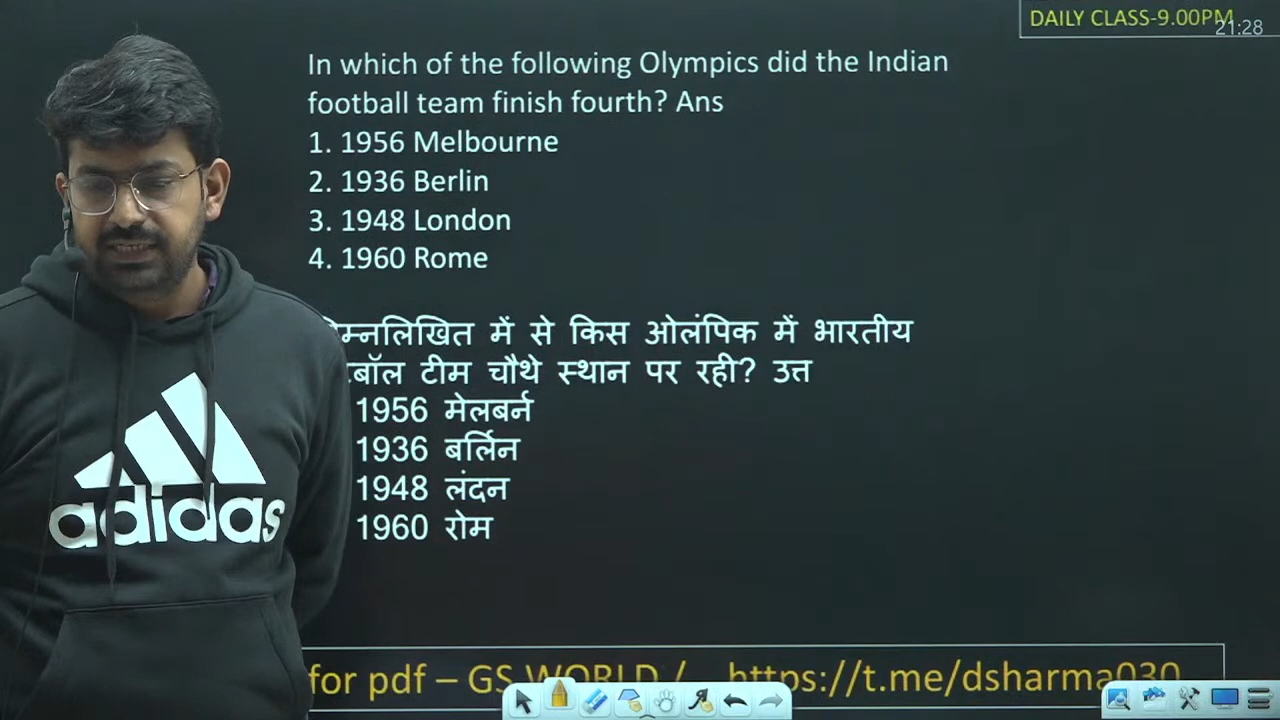 DAILY CLASS-9.00PM
21:28
In which of the following Olympics did the Indian
football team finish fourth? Ans
1. 1956 Melbourne
2. 1936 Berlin
3. 1948 London
4. 1960 Rome
में से किस ओलंपिक में भारतीय
टीम चौथे स्थान पर रही? उत्त
1956 मेलबर्न
1936 बर्लिन
1948 लंदन
1960 रोम
adidas
for pdf – GS WORLD / https://t.me/dsharma030